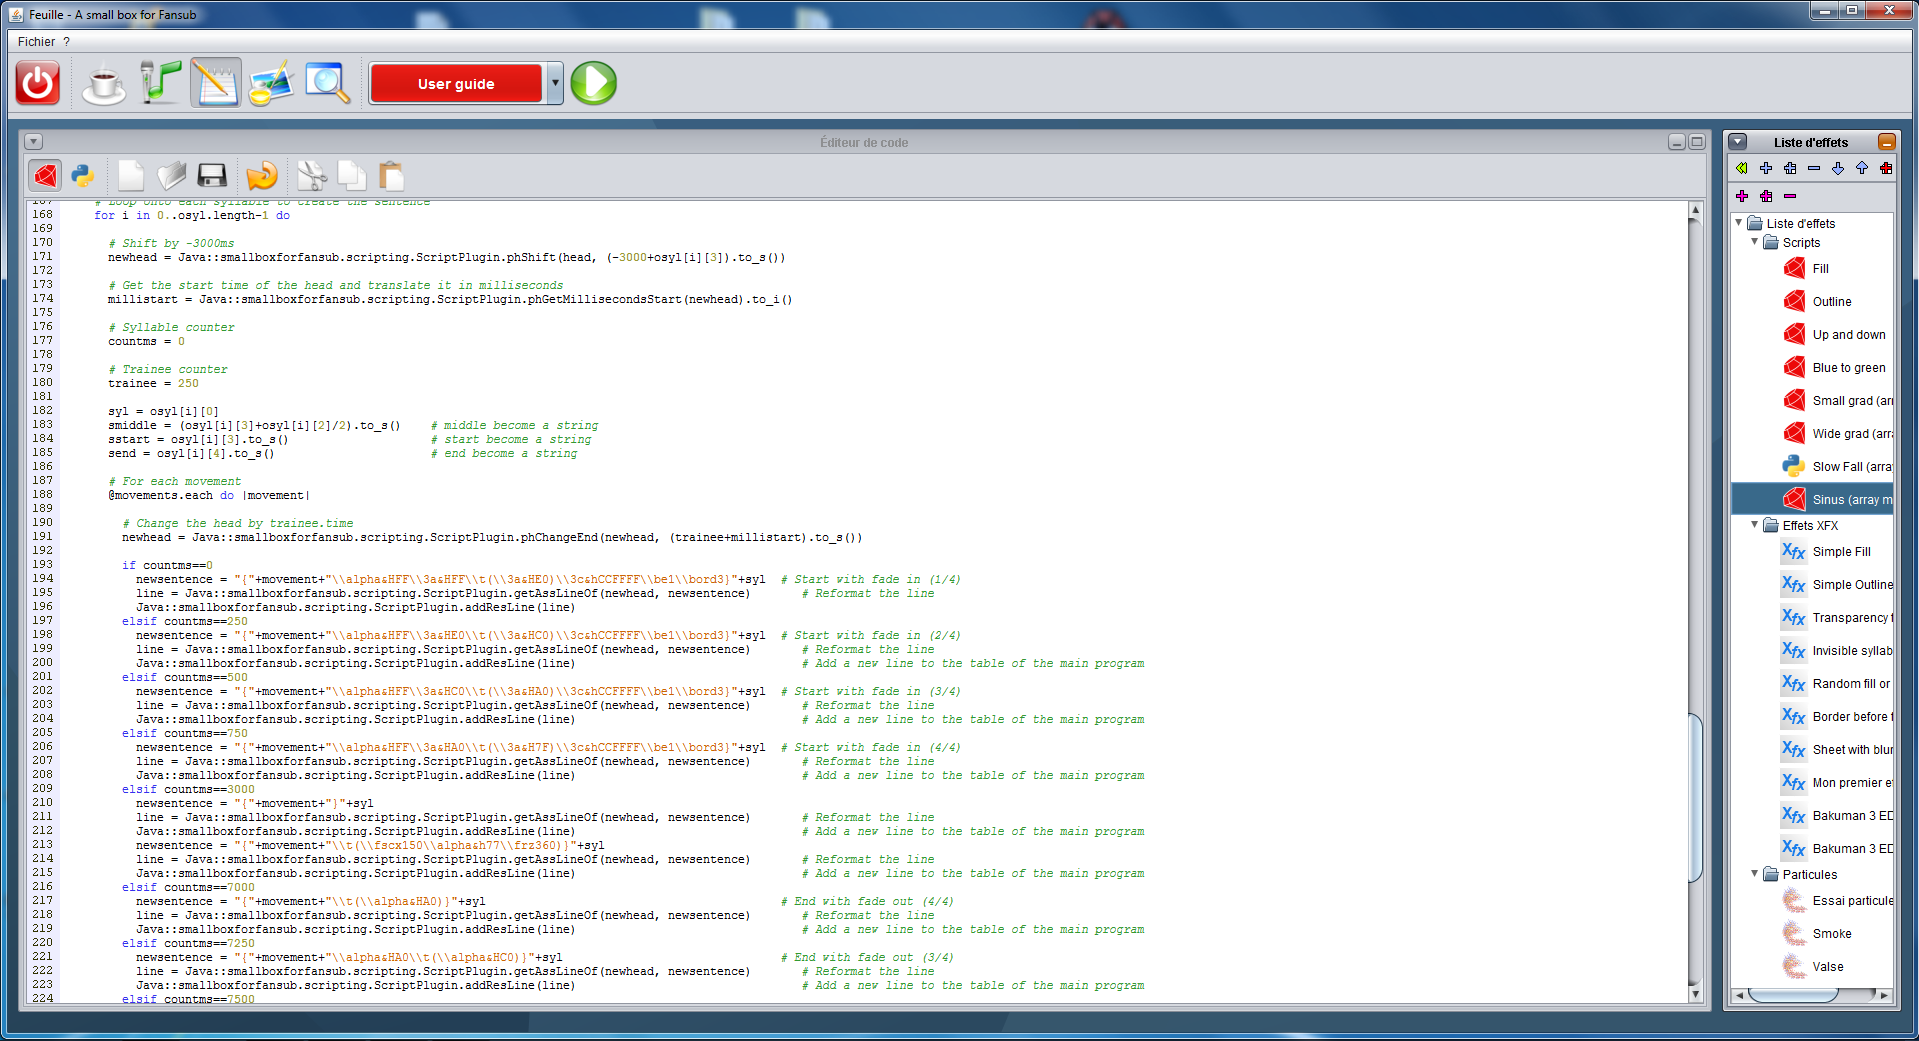 Feuille - A small box for Fansub
Fichier ?
User guide
Éditeur de code
167 # Loop onto each syllable to create the sentence
168 for i in 0..osyl.length-1 do
169
170 # Shift by -3000ms
171 newhead = Java::smallboxforfansub.scripting.ScriptPlugin.phShift(head, (-3000+osyl[i][3]).to_s())
172
173 # Get the start time of the head and translate it in milliseconds
174 millistart = Java::smallboxforfansub.scripting.ScriptPlugin.phGetMillisecondsStart(newhead).to_i()
175
176 # Syllable counter
177 countms = 0
178
179 # Trainee counter
180 trainee = 250
181
182 syl = osyl[i][0]
183 smiddle = (osyl[i][3]+osyl[i][2]/2).to_s() # middle become a string
184 sstart = osyl[i][3].to_s() # start become a string
185 send = osyl[i][4].to_s() # end become a string
186
187 # For each movement
188 @movements.each do |movement|
189
190 # Change the head by trainee.time
191 newhead = Java::smallboxforfansub.scripting.ScriptPlugin.phChangeEnd(newhead, (trainee+millistart).to_s())
192
193 if countms==0
194 newsentence = "{"+movement+"\\alpha&HFF\\3a&HFF\\t(\\3a&HE0)\\3c&hCCFFFF\\be1\\bord3}"+syl # Start with fade in (1/4)
195 line = Java::smallboxforfansub.scripting.ScriptPlugin.getAssLineOf(newhead, newsentence) # Reformat the line
196 Java::smallboxforfansub.scripting.ScriptPlugin.addResLine(line)
197 elsif countms==250
198 newsentence = "{"+movement+"\\alpha&HFF\\3a&HE0\\t(\\3a&HC0)\\3c&hCCFFFF\\be1\\bord3}"+syl # Start with fade in (2/4)
199 line = Java::smallboxforfansub.scripting.ScriptPlugin.getAssLineOf(newhead, newsentence) # Reformat the line
200 Java::smallboxforfansub.scripting.ScriptPlugin.addResLine(line) # Add a new line to the table of the main program
201 elsif countms==500
202 newsentence = "{"+movement+"\\alpha&HFF\\3a&HC0\\t(\\3a&HA0)\\3c&hCCFFFF\\be1\\bord3}"+syl # Start with fade in (3/4)
203 line = Java::smallboxforfansub.scripting.ScriptPlugin.getAssLineOf(newhead, newsentence) # Reformat the line
204 Java::smallboxforfansub.scripting.ScriptPlugin.addResLine(line) # Add a new line to the table of the main program
205 elsif countms==750
206 newsentence = "{"+movement+"\\alpha&HFF\\3a&HA0\\t(\\3a&H7F)\\3c&hCCFFFF\\be1\\bord3}"+syl # Start with fade in (4/4)
207 line = Java::smallboxforfansub.scripting.ScriptPlugin.getAssLineOf(newhead, newsentence) # Reformat the line
208 Java::smallboxforfansub.scripting.ScriptPlugin.addResLine(line) # Add a new line to the table of the main program
209 elsif countms==3000
210 newsentence = "{"+movement+"}"+syl
211 line = Java::smallboxforfansub.scripting.ScriptPlugin.getAssLineOf(newhead, newsentence) # Reformat the line
212 Java::smallboxforfansub.scripting.ScriptPlugin.addResLine(line) # Add a new line to the table of the main program
213 newsentence = "{"+movement+"\\t(\\fscx150\\alpha&h77\\frz360)}"+syl
214 line = Java::smallboxforfansub.scripting.ScriptPlugin.getAssLineOf(newhead, newsentence) # Reformat the line
215 Java::smallboxforfansub.scripting.ScriptPlugin.addResLine(line) # Add a new line to the table of the main program
216 elsif countms==7000
217 newsentence = "{"+movement+"\\t(\\alpha&HA0)}"+syl # End with fade out (4/4)
218 line = Java::smallboxforfansub.scripting.ScriptPlugin.getAssLineOf(newhead, newsentence) # Reformat the line
219 Java::smallboxforfansub.scripting.ScriptPlugin.addResLine(line) # Add a new line to the table of the main program
220 elsif countms==7250
221 newsentence = "{"+movement+"\\alpha&HA0\\t(\\alpha&HC0)}"+syl # End with fade out (3/4)
222 line = Java::smallboxforfansub.scripting.ScriptPlugin.getAssLineOf(newhead, newsentence) # Reformat the line
223 Java::smallboxforfansub.scripting.ScriptPlugin.addResLine(line) # Add a new line to the table of the main program
224 elsif countms==7500
Liste d'effets
Liste d'effets
Scripts
Fill
Outline
Up and down
Blue to green
Small grad (arr
Wide grad (arra
Slow Fall (array
Sinus (array m
Effets XFX
Simple Fill
Simple Outline
Transparency f
Invisible syllab
Random fill or
Border before f
Sheet with blur
Mon premier ef
Bakuman 3 ED
Bakuman 3 ED
Particules
Essai particule
Smoke
Valse